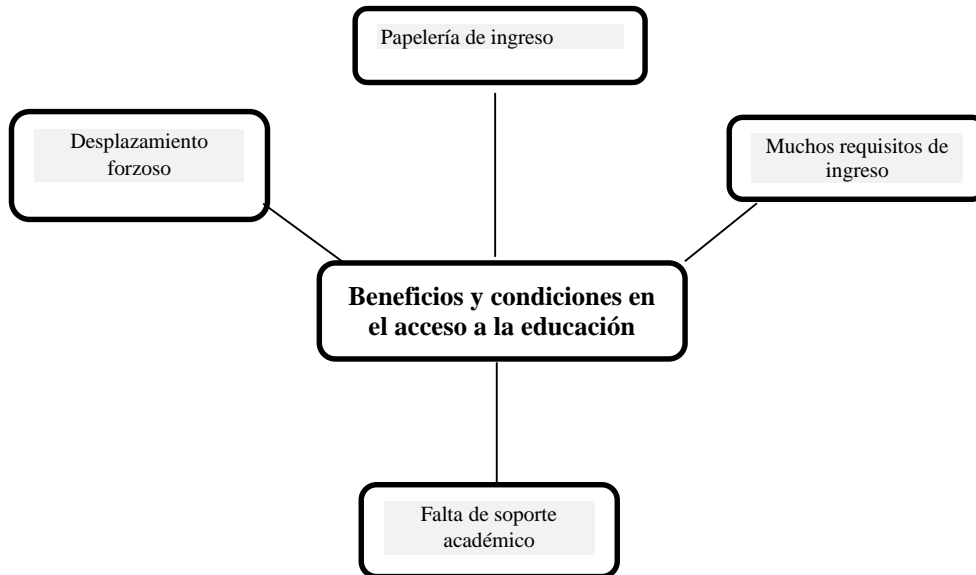 Papelería de ingreso
Desplazamiento
forzoso
Muchos requisitos de
ingreso
Beneficios y condiciones en
el acceso a la educación
Falta de soporte
académico